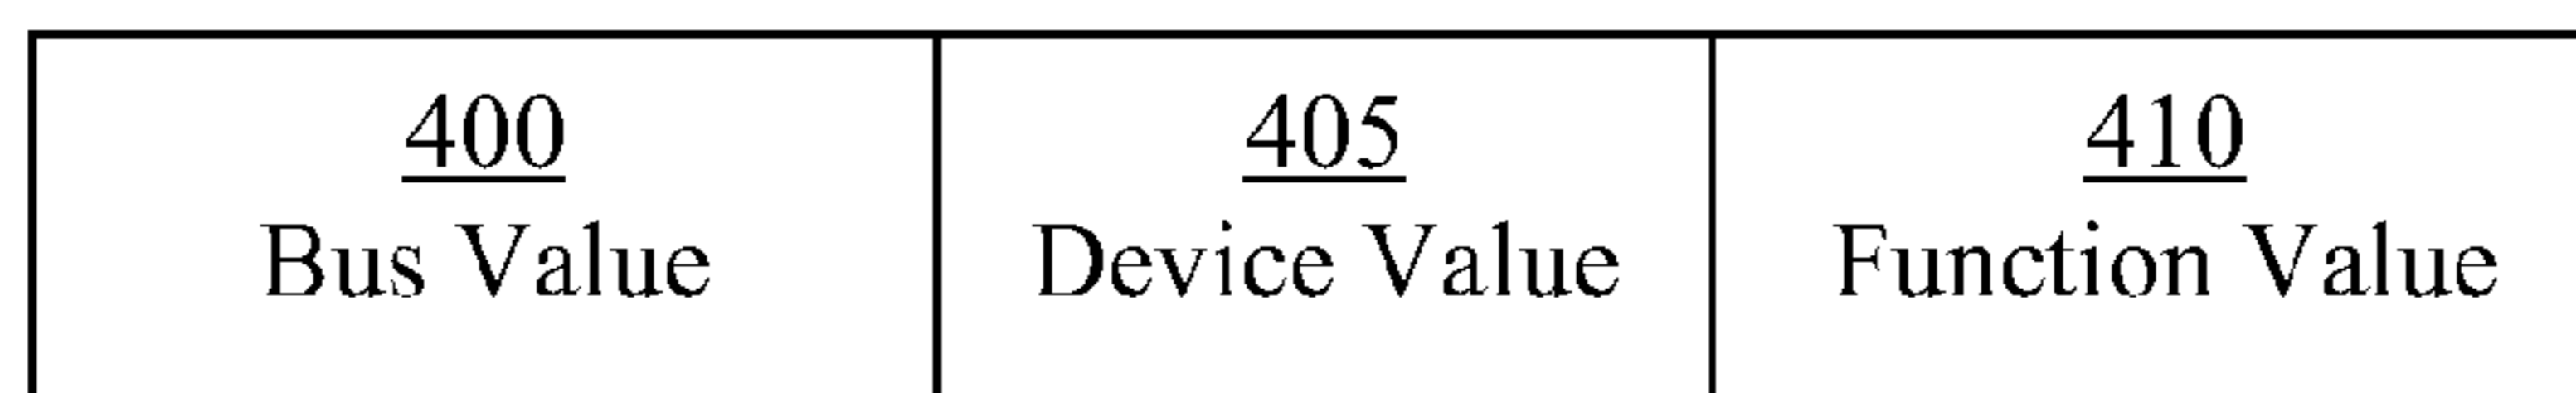 400 405 410
Bus Value Device Value Function Value